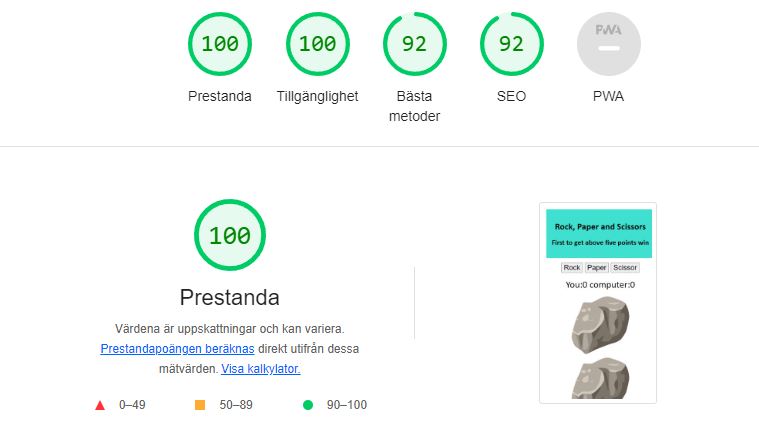 100 100 92 92 PWA
Prestanda Tillgänglighet Bästa metoder SEO PWA
100
Prestanda
Värdena är uppskattningar och kan variera.
Prestandapoängen beräknas direkt utifrån dessa
mätvärden. Visa kalkylator.
0–49 50–89 90–100
Rock, Paper and Scissors
First to get above five points win
Rock Paper Scissor
You:0 computer:0